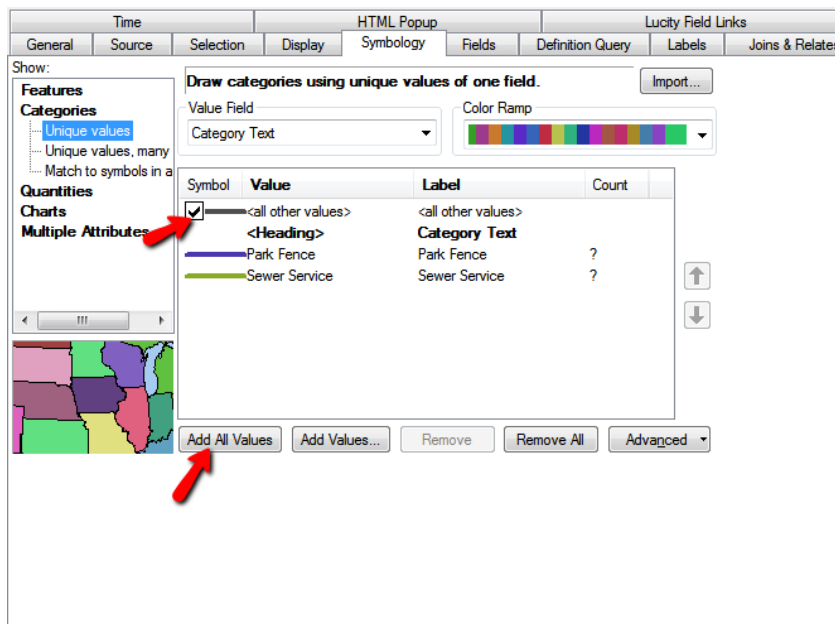 Time HTML Popup Lucity Field Links
General Source Selection Display Symbology Fields Definition Query Labels Joins & Relates
Show:
Features
Categories
Unique values
Unique values, many
Match to symbols in a
Quantities
Charts
Multiple Attributes
Draw categories using unique values of one field.
Import...
Value Field
Category Text
Color Ramp
Symbol Value Label Count
<all other values> <all other values>
<Heading> Category Text
Park Fence Park Fence ?
Sewer Service Sewer Service ?
Add All Values Add Values... Remove Remove All Advanced